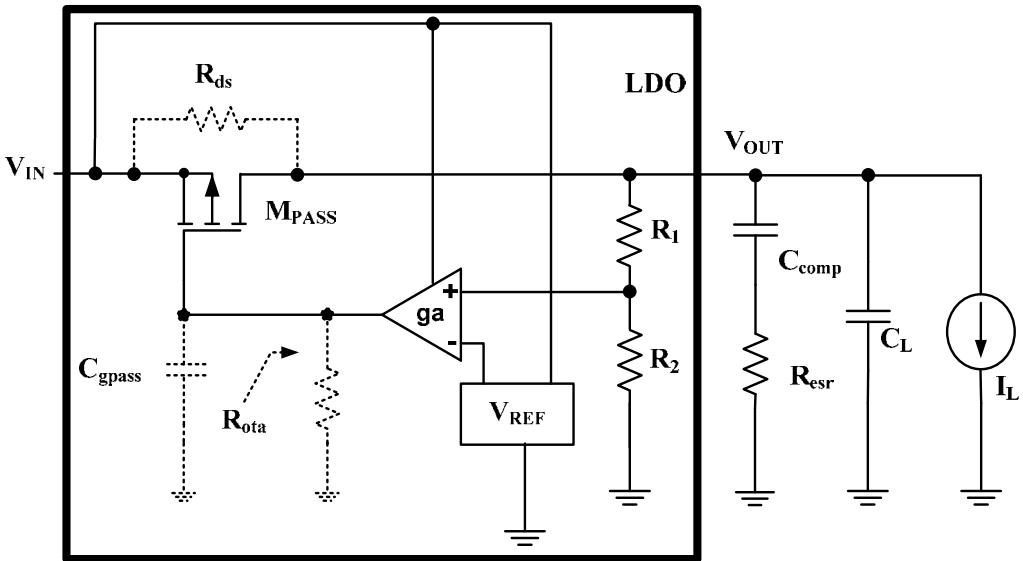 R_ds
LDO
V_IN
V_OUT
M_PASS
R_1
C_comp
+
ga
-
C_gpass
R_ota
R_2
V_REF
R_esr
C_L
I_L